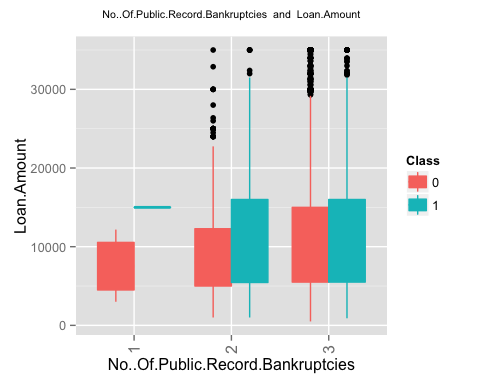 No..Of.Public.Record.Bankruptcies  and  Loan.Amount
Loan.Amount
30000
20000
10000
0
1
2
3
No..Of.Public.Record.Bankruptcies
Class
0
1